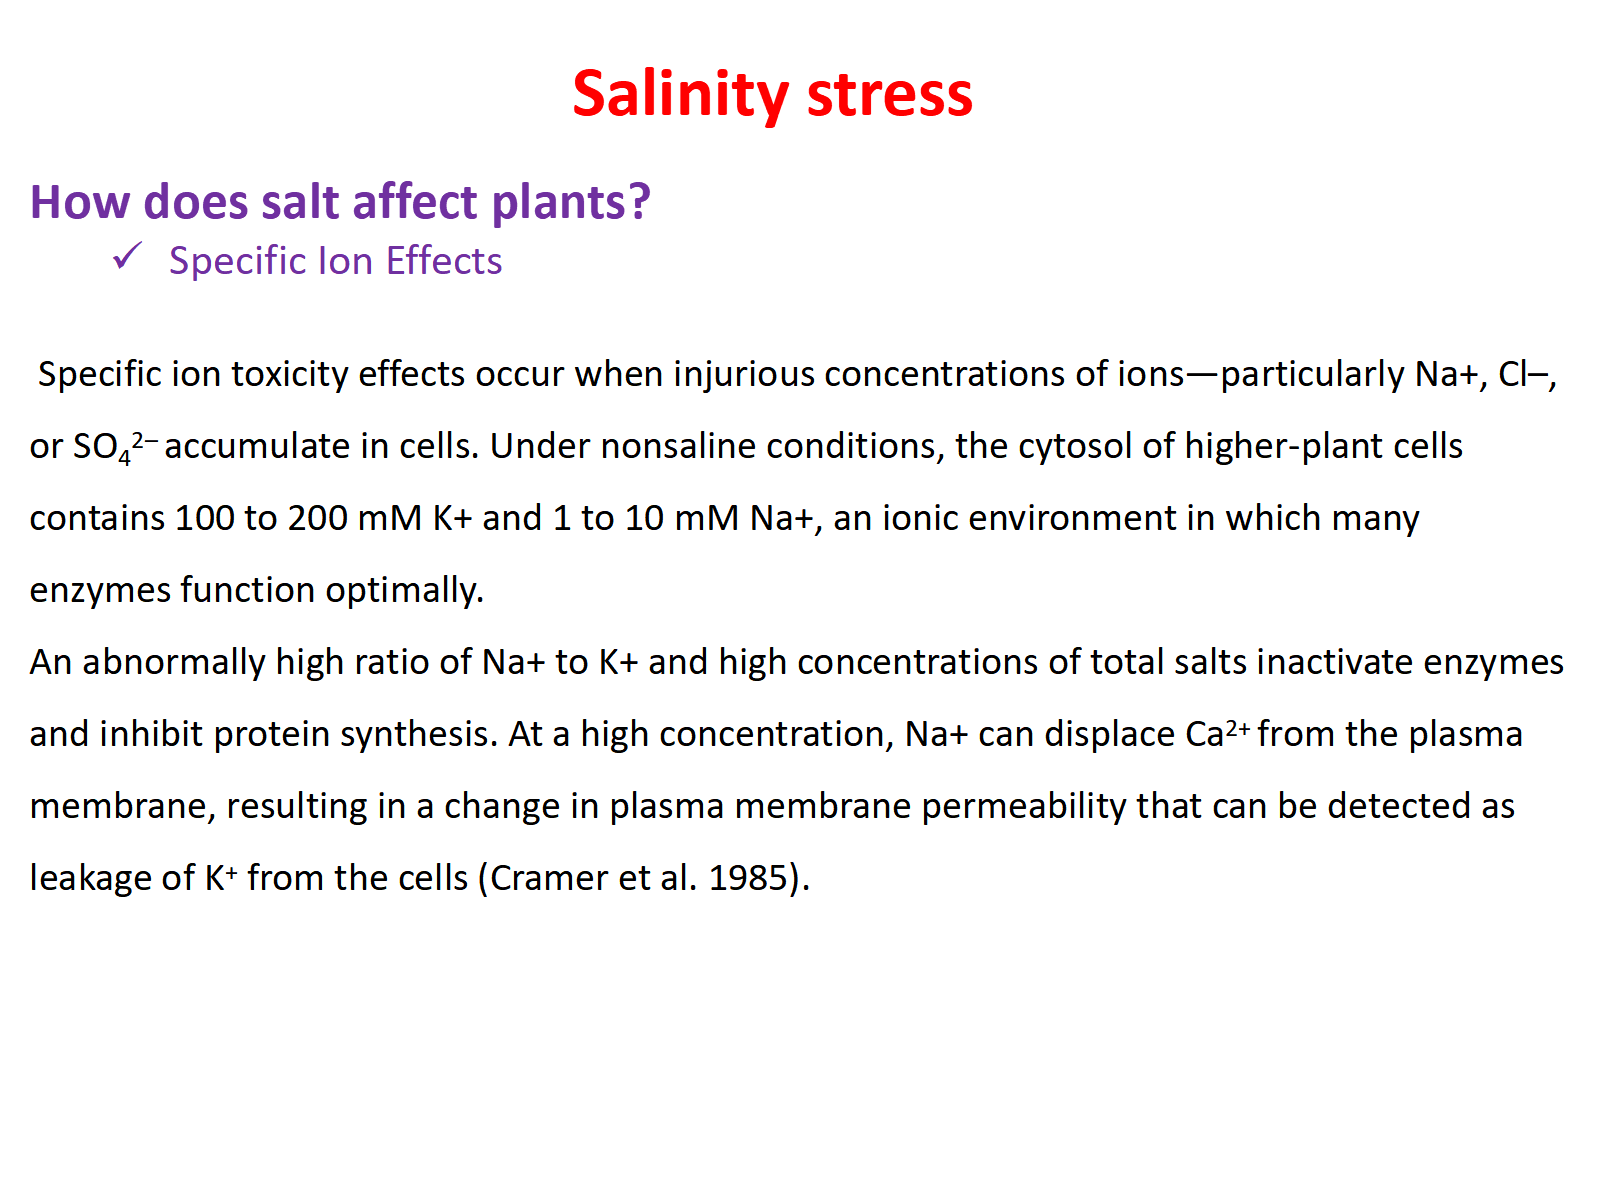 Salinity stress
How does salt affect plants?
✓ Specific Ion Effects
Specific ion toxicity effects occur when injurious concentrations of ions—particularly Na+, Cl–,
or SO₄²⁻ accumulate in cells. Under nonsaline conditions, the cytosol of higher-plant cells
contains 100 to 200 mM K+ and 1 to 10 mM Na+, an ionic environment in which many
enzymes function optimally.
An abnormally high ratio of Na+ to K+ and high concentrations of total salts inactivate enzymes
and inhibit protein synthesis. At a high concentration, Na+ can displace Ca²⁺ from the plasma
membrane, resulting in a change in plasma membrane permeability that can be detected as
leakage of K⁺ from the cells (Cramer et al. 1985).